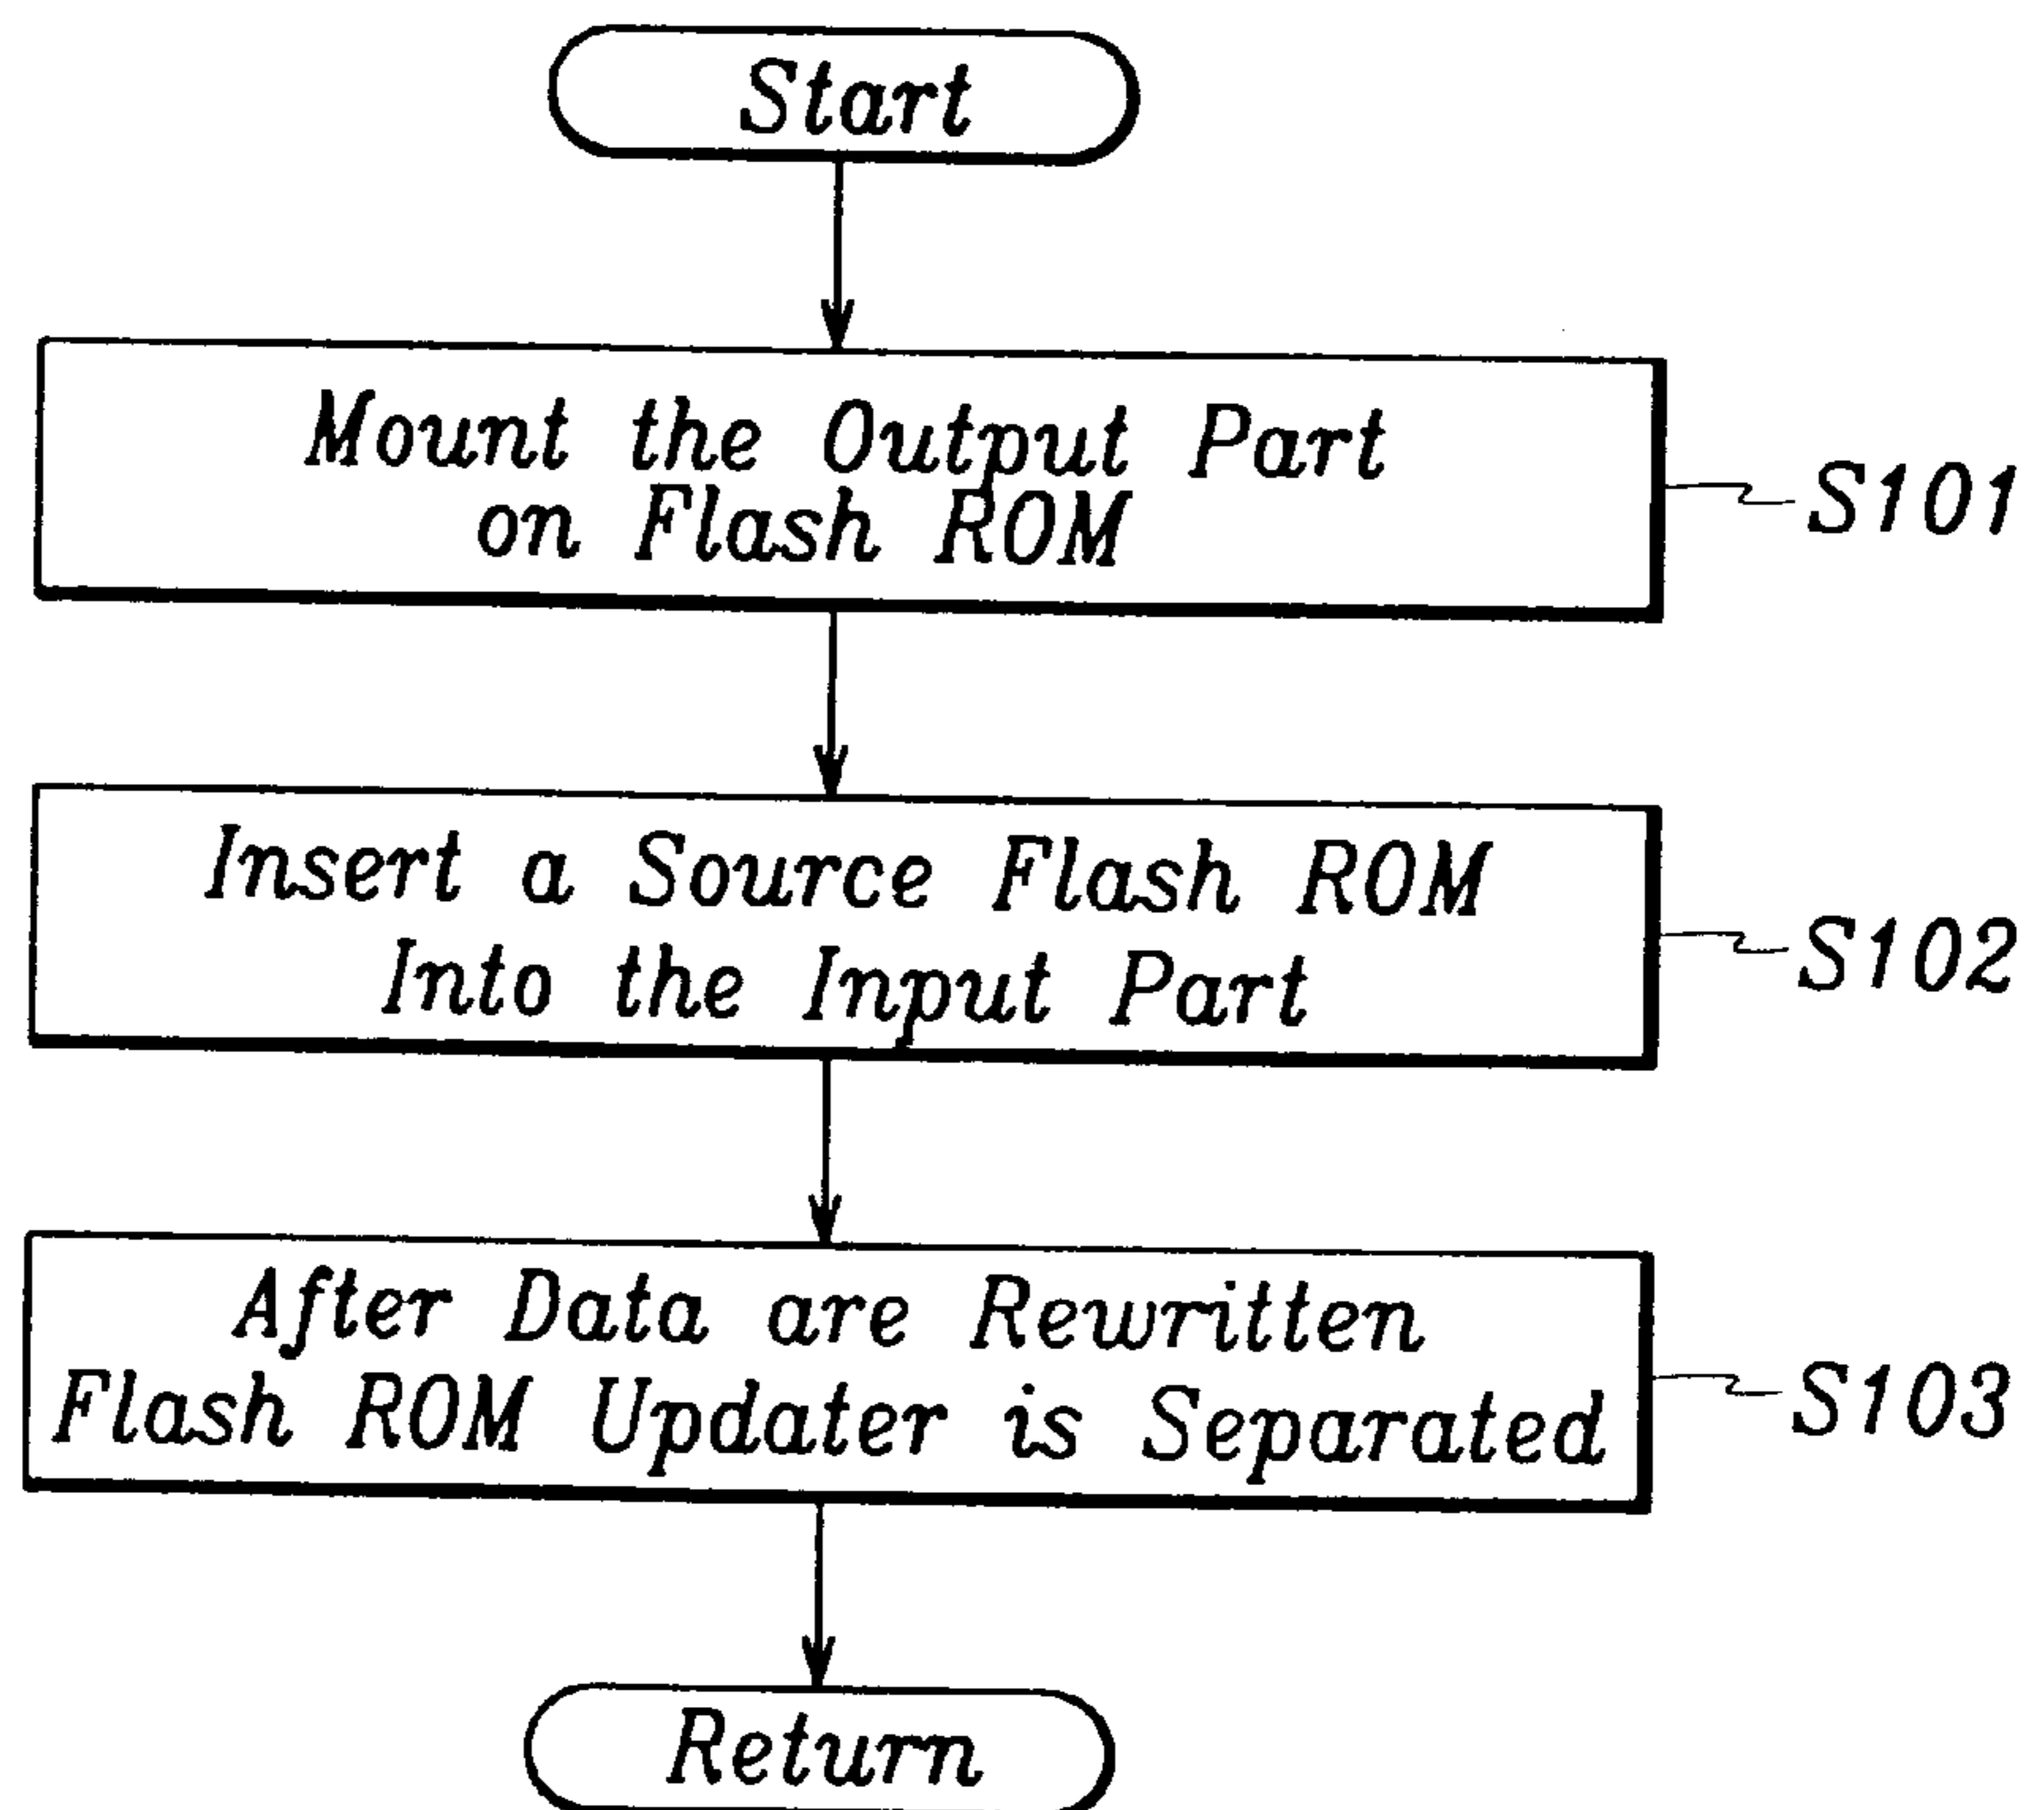 Start
Mount the Output Part
on Flash ROM
S101
Insert a Source Flash ROM
Into the Input Part
S102
After Data are Rewritten
Flash ROM Updater is Separated
S103
Return